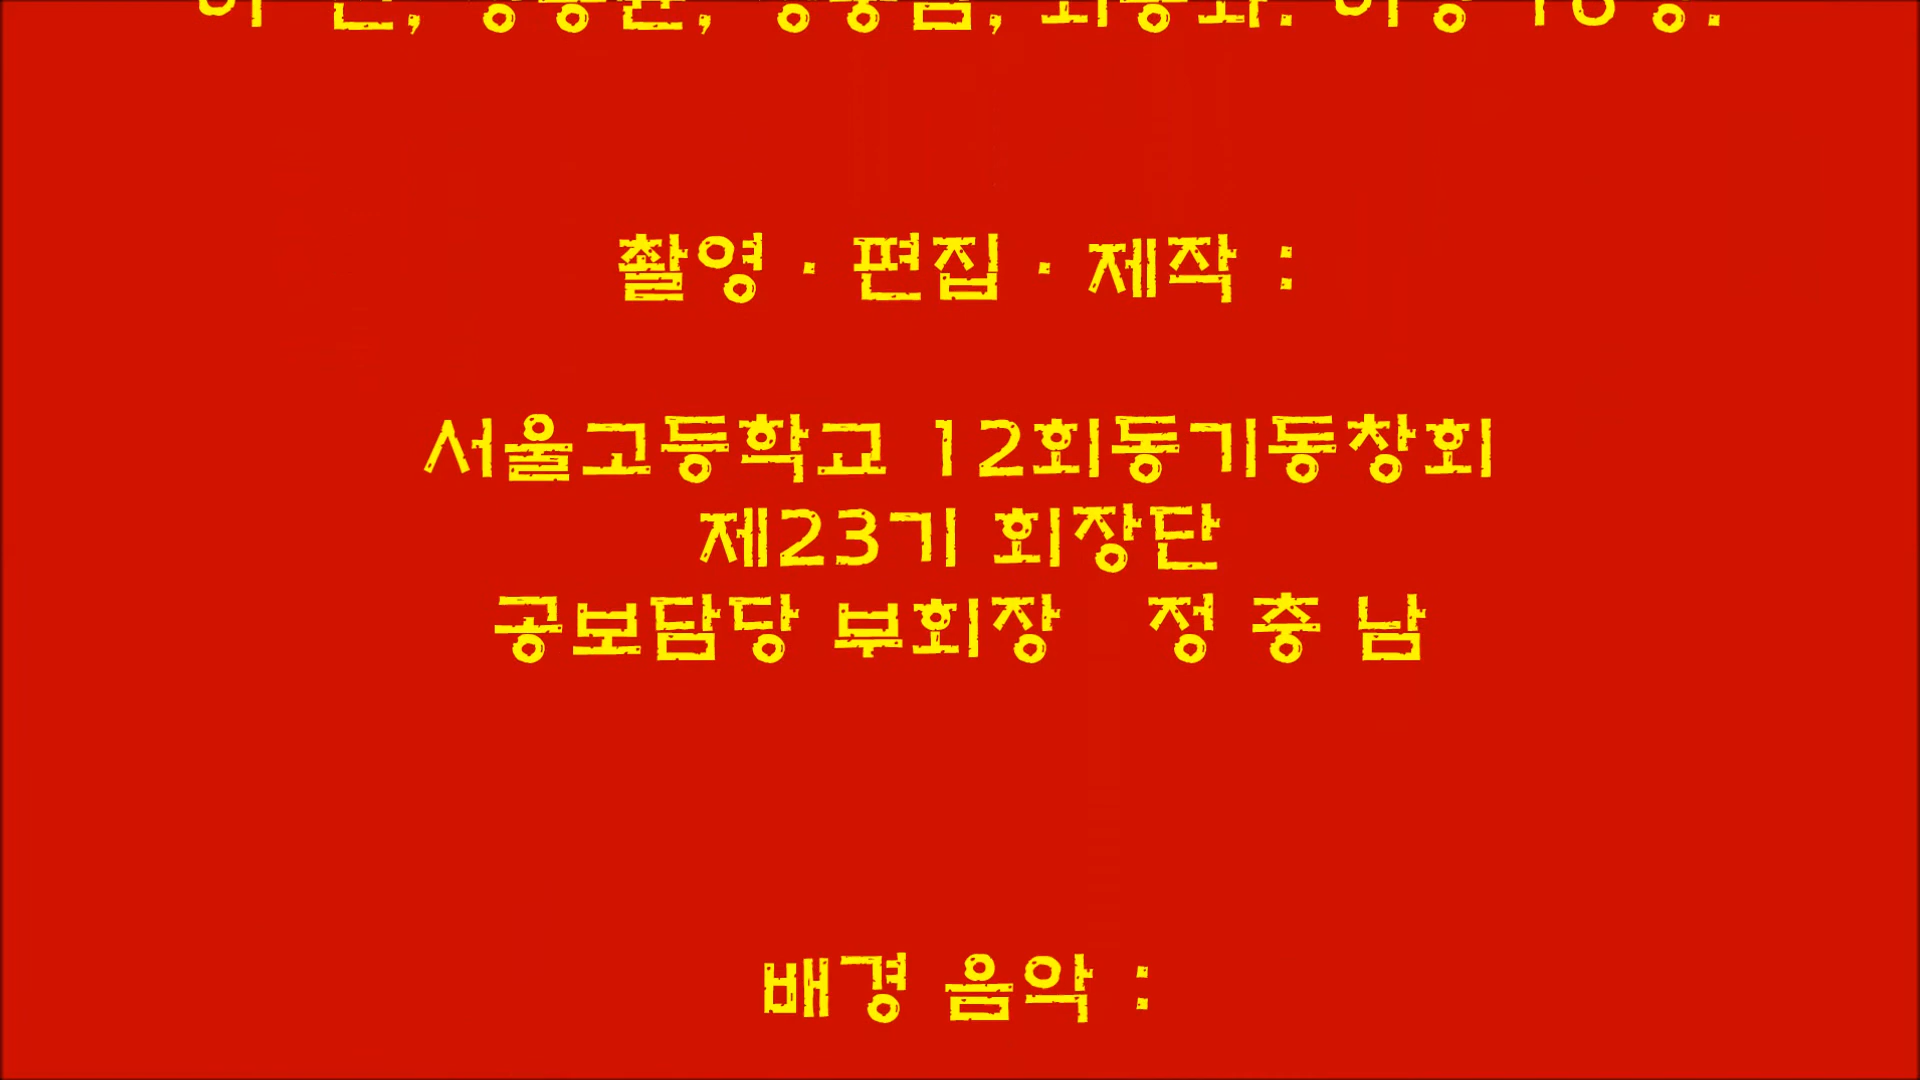 촬영 · 편집 · 제작 :
서울고등학교 12회동기동창회
제23기 회장단
공보담당 부회장 정 충 남
배경 음악 :